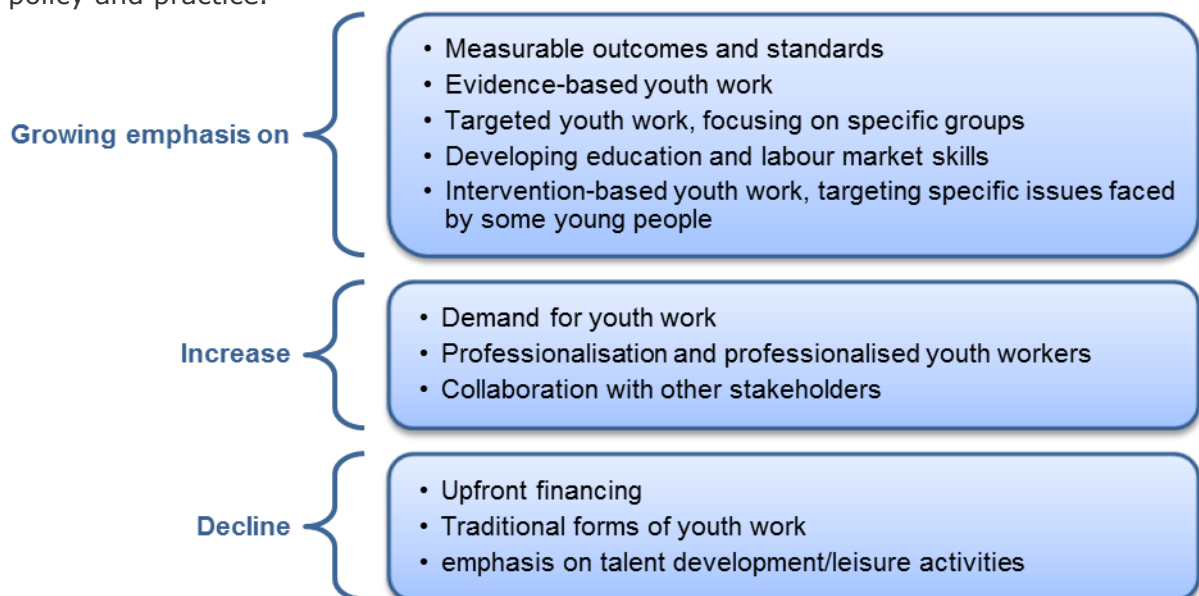 policy and practice.
Growing emphasis on
• Measurable outcomes and standards
• Evidence-based youth work
• Targeted youth work, focusing on specific groups
• Developing education and labour market skills
• Intervention-based youth work, targeting specific issues faced
by some young people
Increase
• Demand for youth work
• Professionalisation and professionalised youth workers
• Collaboration with other stakeholders
Decline
• Upfront financing
• Traditional forms of youth work
• emphasis on talent development/leisure activities